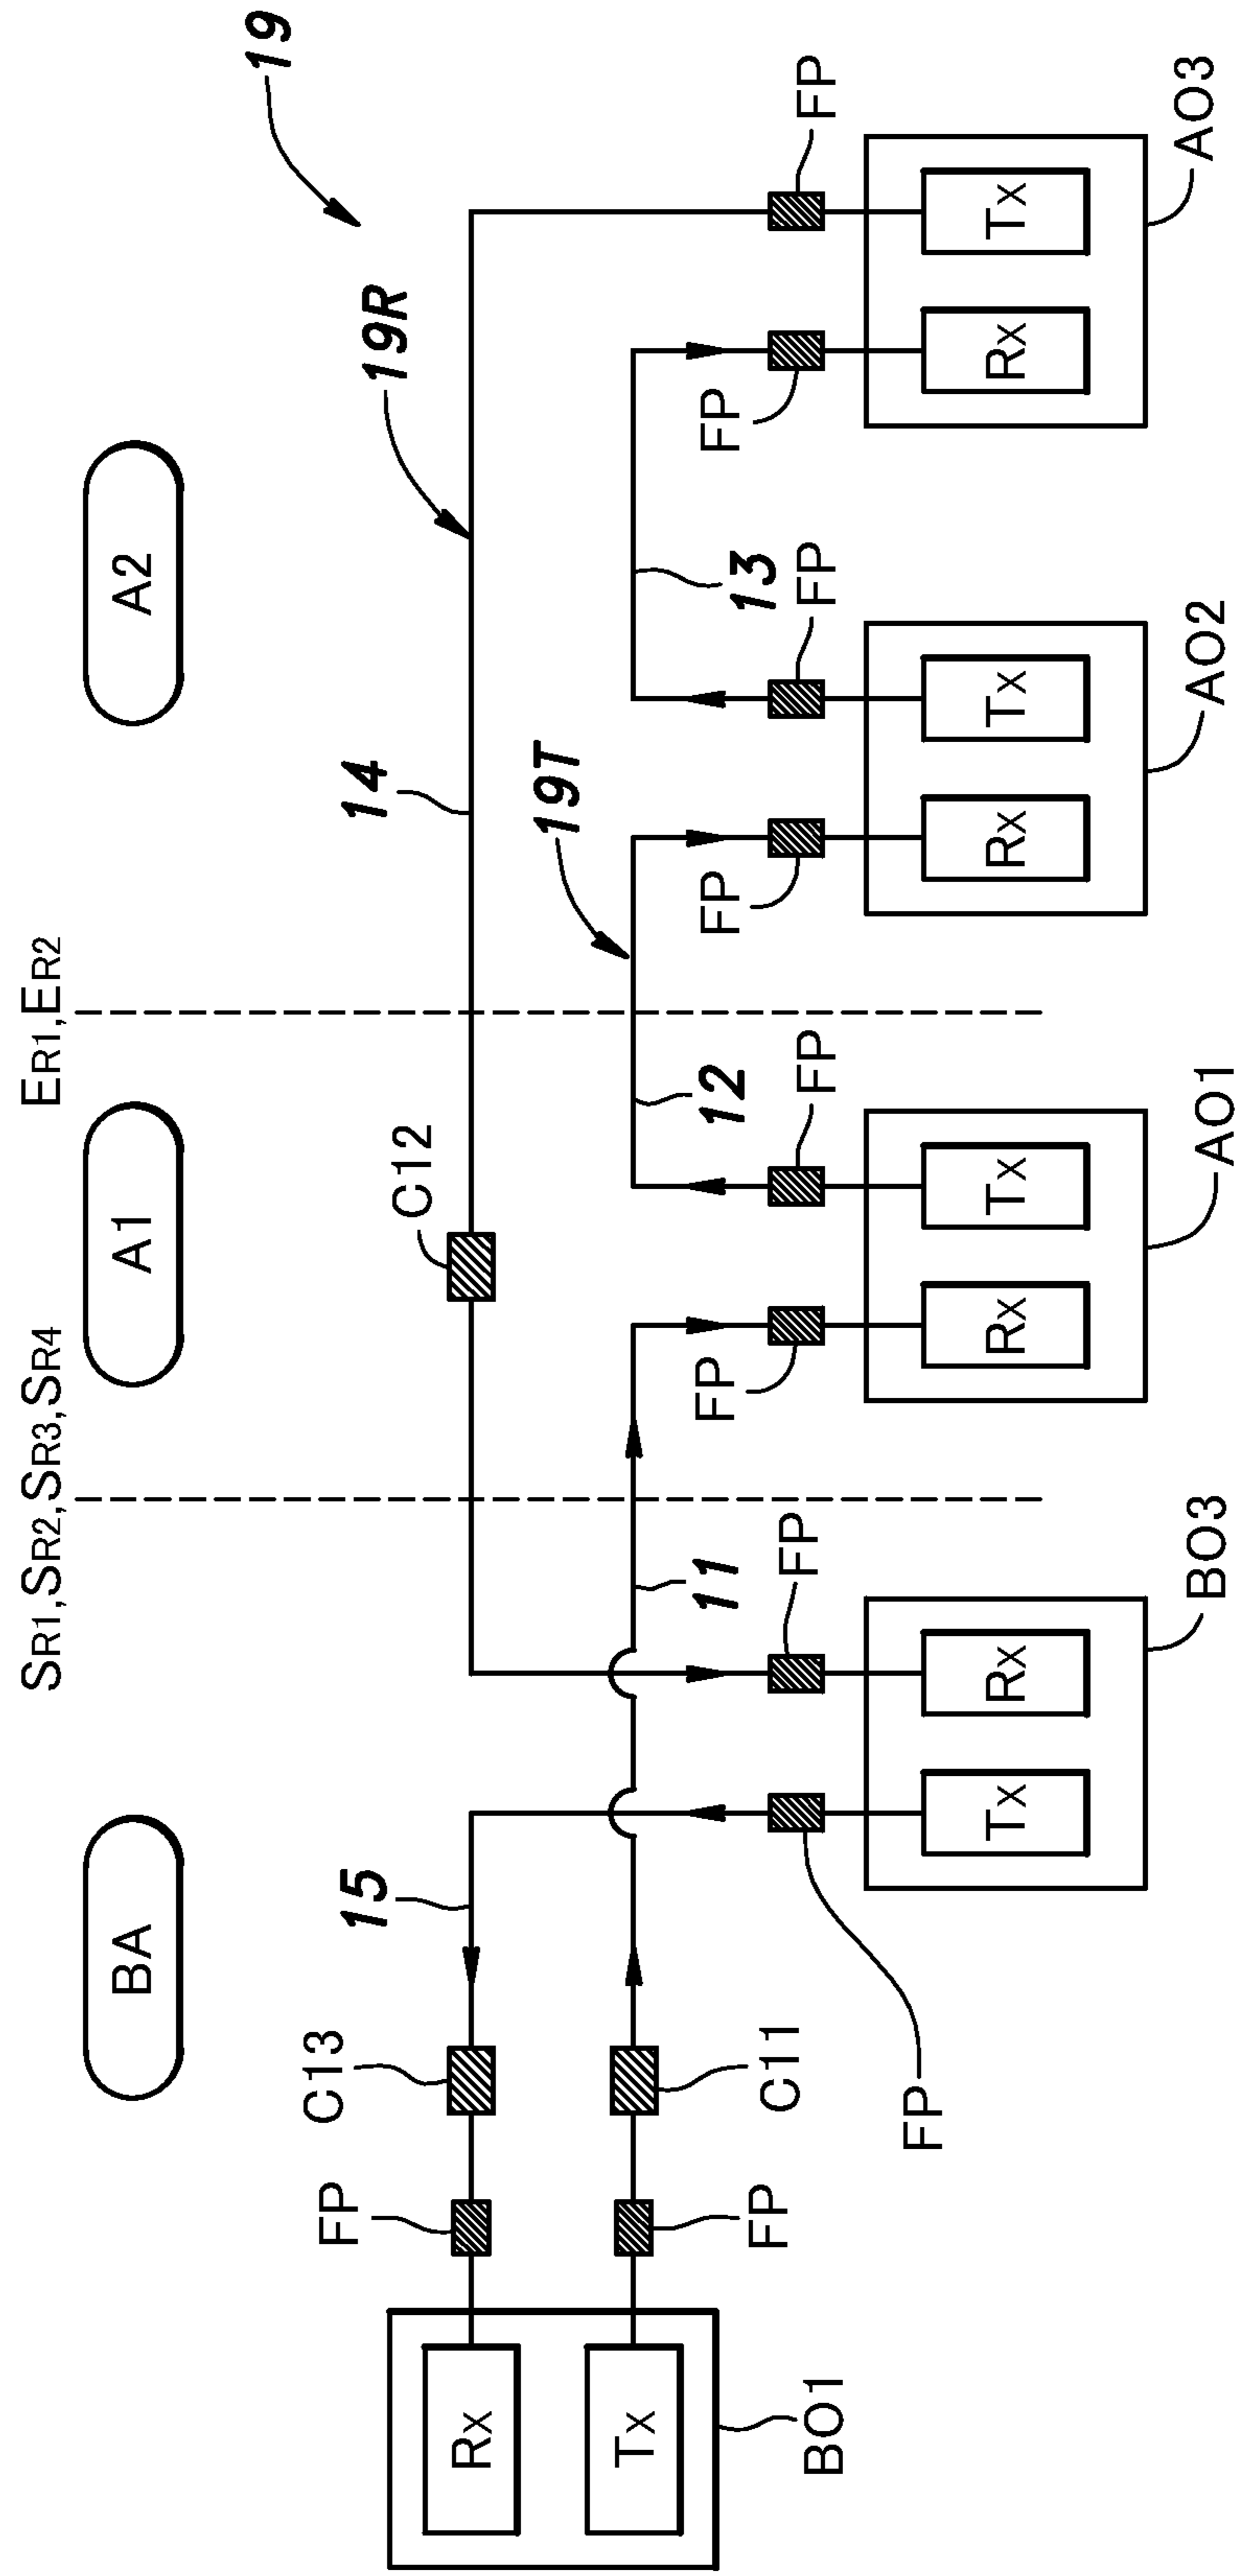 19
19R
BA
SR1,SR2,SR3,SR4
A1
ER1,ER2
A2
15
C13
FP
C12
14
19T
Rx
Tx
BO1
FP
C11
11
12
13
FP
FP
FP
FP
FP
FP
FP
FP
Tx
Rx
BO3
Rx
Tx
AO1
Rx
Tx
AO2
Rx
Tx
AO3